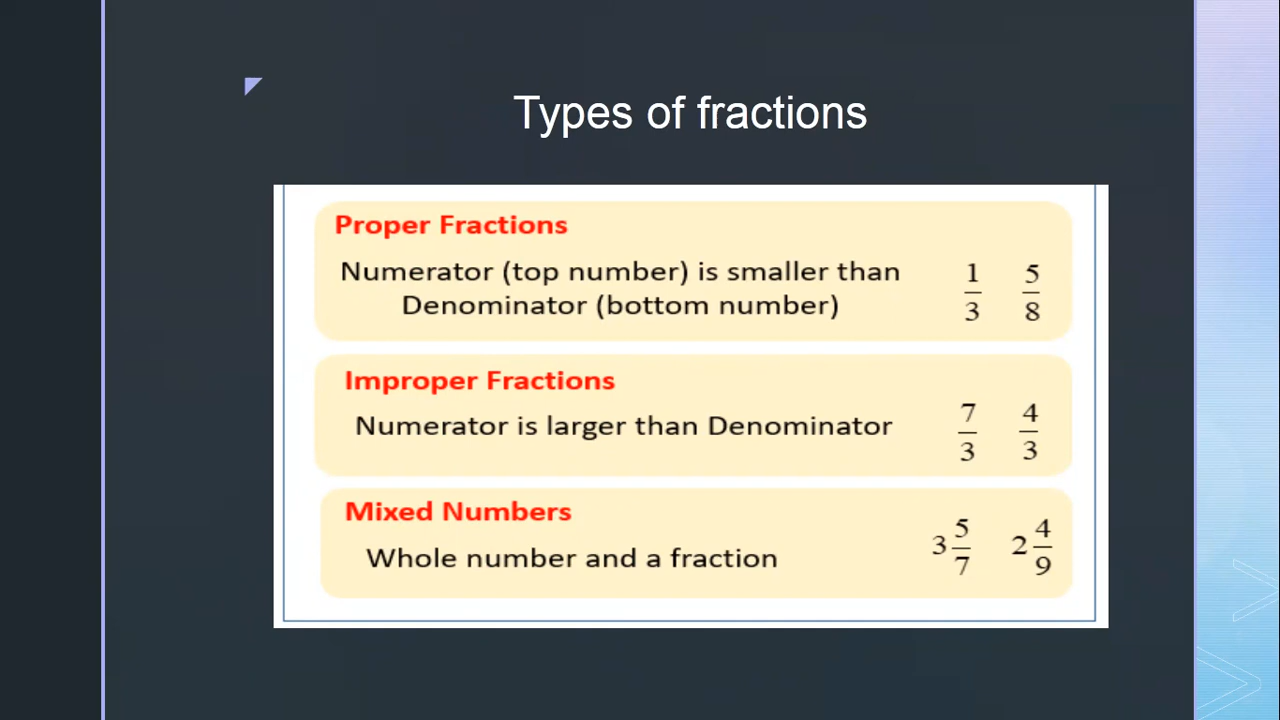 Types of fractions
Proper Fractions
Numerator (top number) is smaller than
Denominator (bottom number)
1/3 5/8
Improper Fractions
Numerator is larger than Denominator
7/3 4/3
Mixed Numbers
Whole number and a fraction
3 5/7 2 4/9